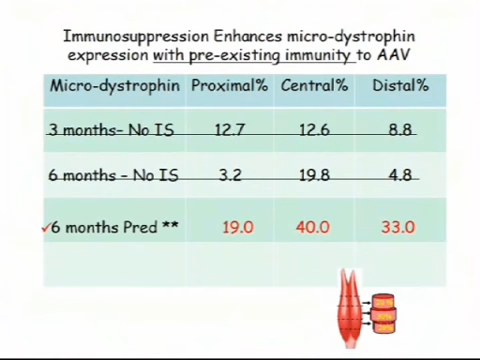 Immunosuppression Enhances micro-dystrophin
expression with pre-existing immunity to AAV
Micro-dystrophin Proximal% Central% Distal%
3 months– No IS 12.7 12.6 8.8
6 months – No IS 3.2 19.8 4.8
✓6 months Pred ** 19.0 40.0 33.0